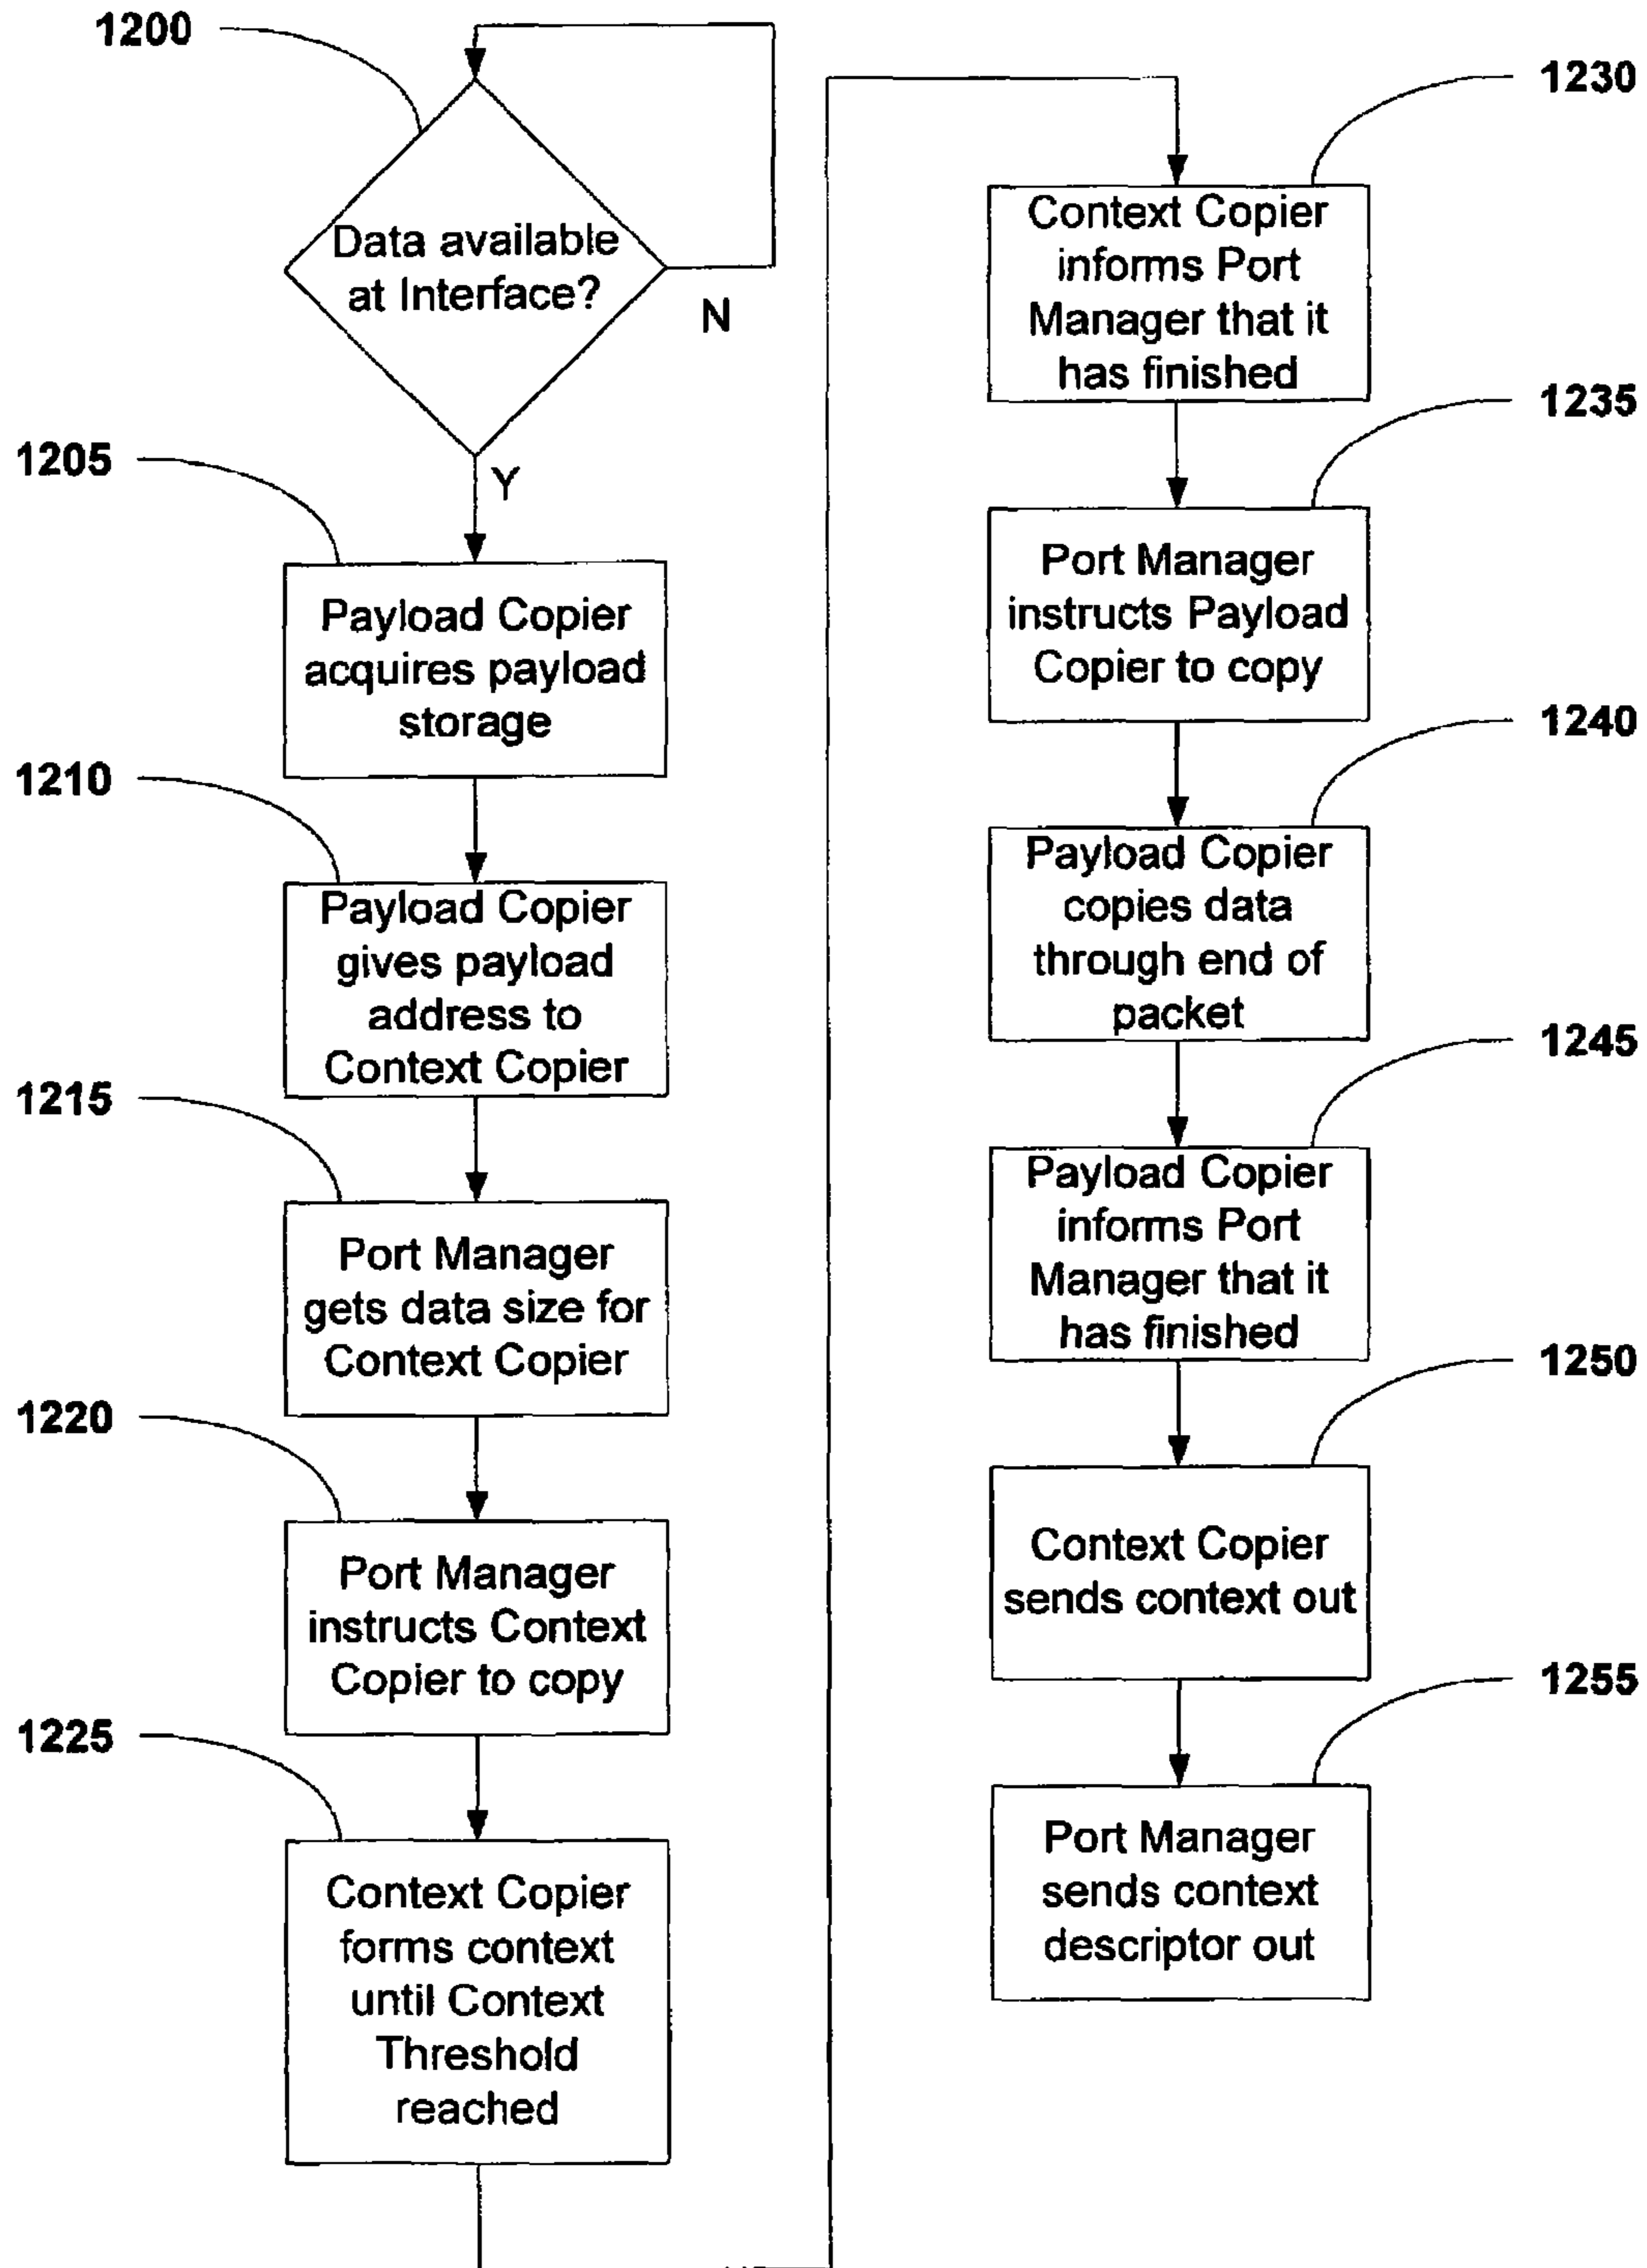 1200
Data available
at Interface?
N
Y
1205
Payload Copier
acquires payload
storage
1210
Payload Copier
gives payload
address to
Context Copier
1215
Port Manager
gets data size for
Context Copier
1220
Port Manager
instructs Context
Copier to copy
1225
Context Copier
forms context
until Context
Threshold
reached
1230
Context Copier
informs Port
Manager that it
has finished
1235
Port Manager
instructs Payload
Copier to copy
1240
Payload Copier
copies data
through end of
packet
1245
Payload Copier
informs Port
Manager that it
has finished
1250
Context Copier
sends context out
1255
Port Manager
sends context
descriptor out